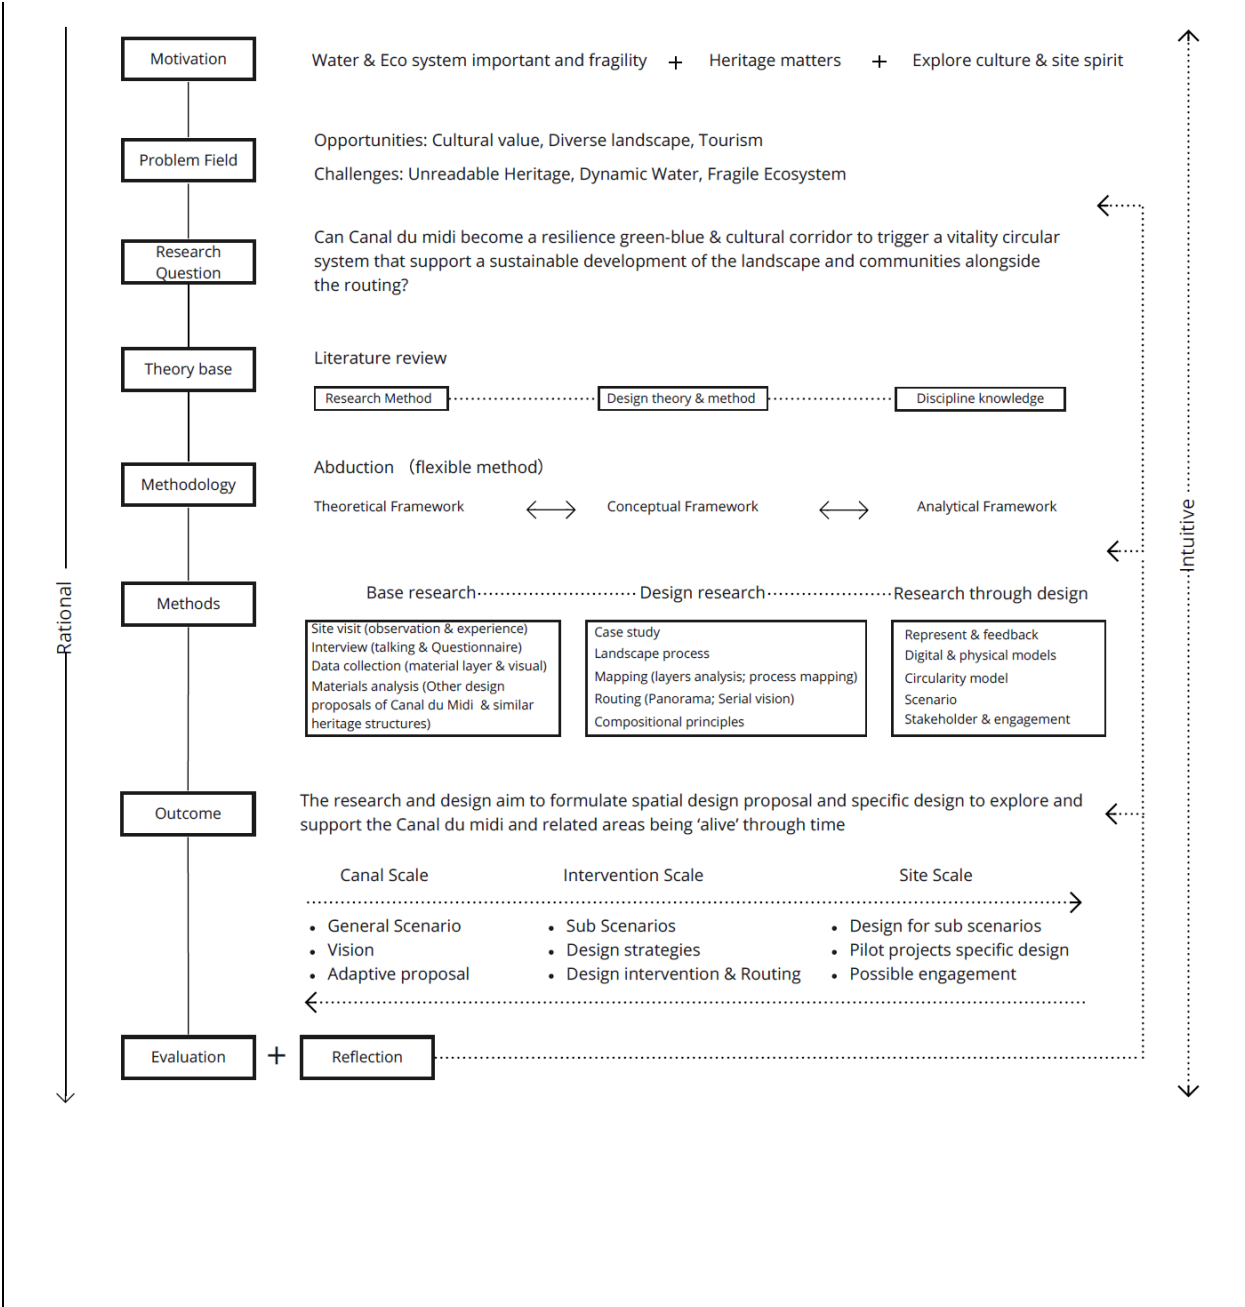 Motivation
Water & Eco system important and fragility + Heritage matters + Explore culture & site spirit
Problem Field
Opportunities: Cultural value, Diverse landscape, Tourism
Challenges: Unreadable Heritage, Dynamic Water, Fragile Ecosystem
Research
Question
Can Canal du midi become a resilience green-blue & cultural corridor to trigger a vitality circular
system that support a sustainable development of the landscape and communities alongside
the routing?
Theory base
Literature review
Research Method
Design theory & method
Discipline knowledge
Methodology
Abduction (flexible method)
Theoretical Framework
Conceptual Framework
Analytical Framework
Methods
Base research
Design research
Research through design
Site visit (observation & experience)
Interview (talking & Questionnaire)
Data collection (material layer & visual)
Materials analysis (Other design
proposals of Canal du Midi & similar
heritage structures)
Case study
Landscape process
Mapping (layers analysis; process mapping)
Routing (Panorama; Serial vision)
Compositional principles
Represent & feedback
Digital & physical models
Circularity model
Scenario
Stakeholder & engagement
Outcome
The research and design aim to formulate spatial design proposal and specific design to explore and
support the Canal du midi and related areas being ‘alive’ through time
Canal Scale
Intervention Scale
Site Scale
• General Scenario
• Vision
• Adaptive proposal
• Sub Scenarios
• Design strategies
• Design intervention & Routing
• Design for sub scenarios
• Pilot projects specific design
• Possible engagement
Evaluation + Reflection
Rational
Intuitive